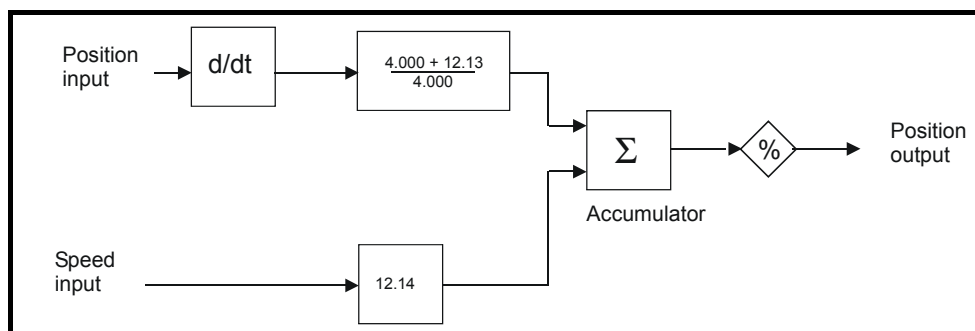 Position
input
d/dt
4.000 + 12.13
4.000
Σ
Accumulator
%
Position
output
Speed
input
12.14